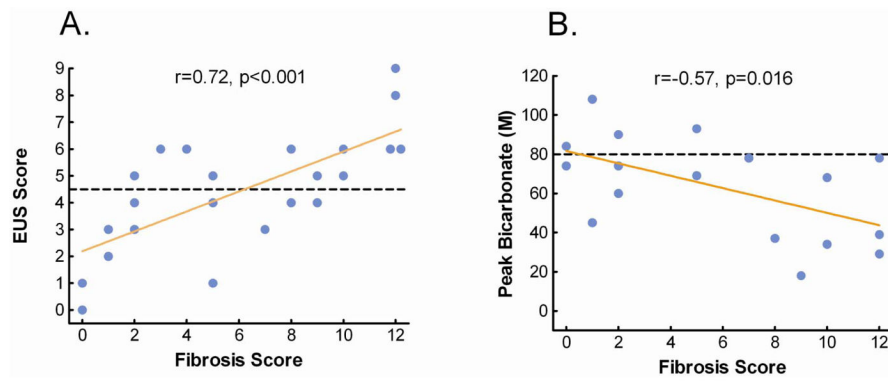 A.
r=0.72, p<0.001
9
8
7
6
5
4
3
2
1
0
EUS Score
0 2 4 6 8 10 12
Fibrosis Score
B.
r=-0.57, p=0.016
120
100
80
60
40
20
0
Peak Bicarbonate (M)
0 2 4 6 8 10 12
Fibrosis Score